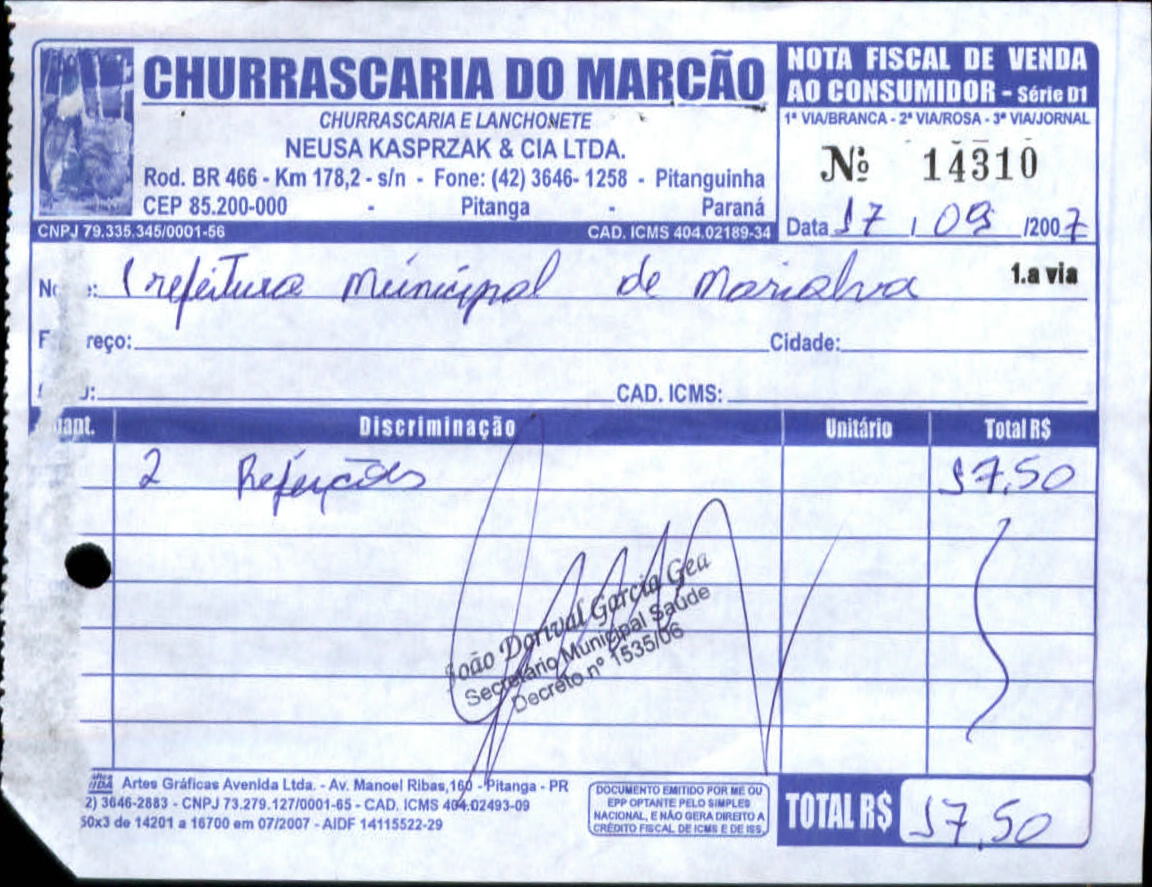 CHURRASCARIA DO MARCÃO
CHURRASCARIA E LANCHONETE
NEUSA KASPRZAK & CIA LTDA.
Rod. BR 466 - Km 178,2 - s/n - Fone: (42) 3646-1258 - Pitanguinha
CEP 85.200-000 - Pitanga - Paraná
CNPJ 79.335.345/0001-56 CAD. ICMS 404.02189-34
NOTA FISCAL DE VENDA
AO CONSUMIDOR - Série D1
1ª VIA/BRANCA - 2ª VIA/ROSA - 3ª VIA/JORNAL
Nº 14310
Data 17 / 09 /2007
Prefeitura Municipal de Marialva 1.a via
reço: Cidade:
CAD. ICMS:
uant. Discriminação Unitário Total R$
2 Refeições 17,50
João Dorival Garcia Gea
Secretário Municipal Saúde
Decreto nº 1535/06
Artes Gráficas Avenida Ltda. - Av. Manoel Ribas, 160 - Pitanga - PR
2) 3646-2883 - CNPJ 73.279.127/0001-65 - CAD. ICMS 404.02493-09
50x3 de 14201 a 16700 em 07/2007 - AIDF 14115522-29
DOCUMENTO EMITIDO POR ME OU
EPP OPTANTE PELO SIMPLES
NACIONAL, E NÃO GERA DIREITO A
CRÉDITO FISCAL DE ICMS E DE ISS.
TOTAL R$ 17,50